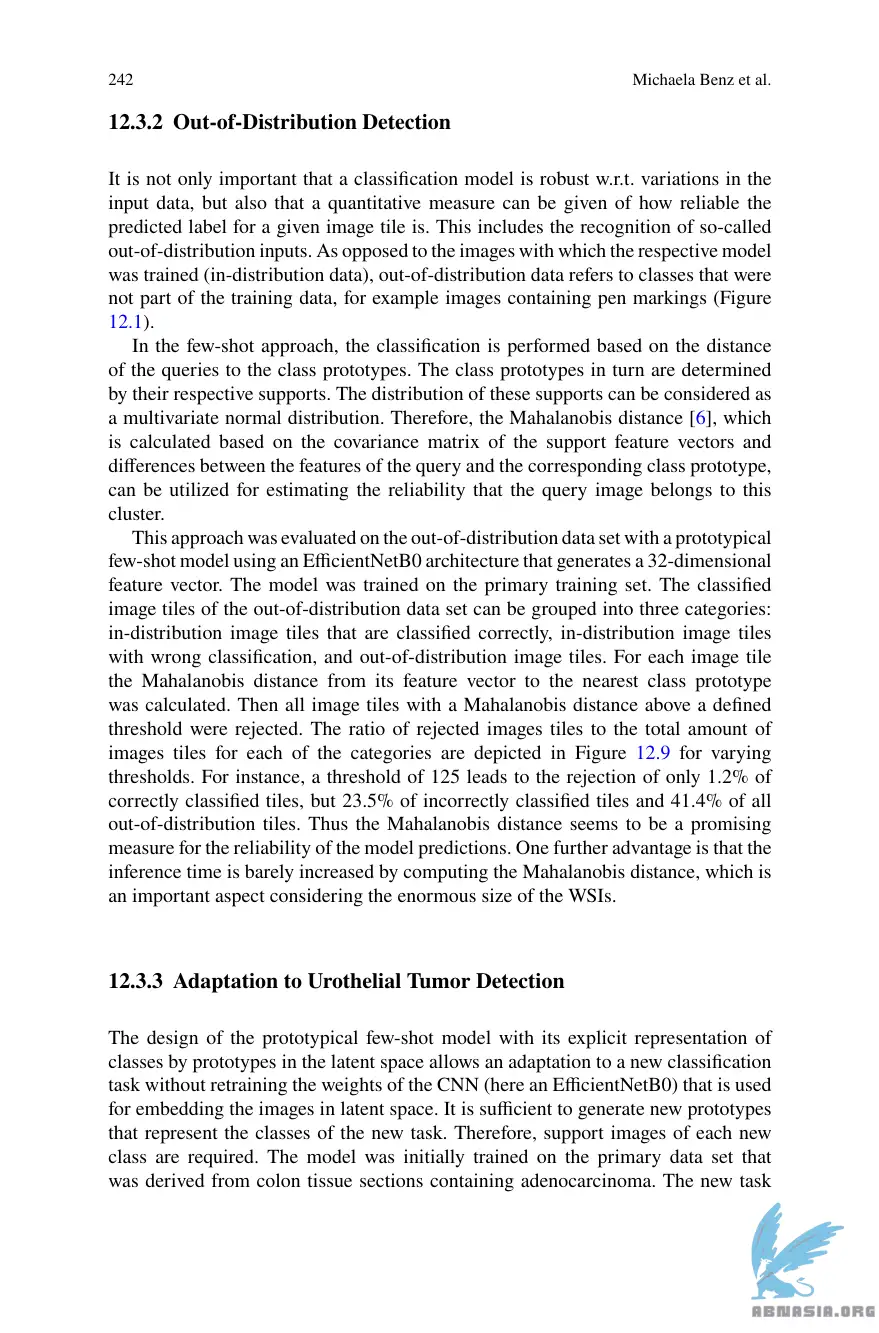 242
Michaela Benz et al.
12.3.2 Out-of-Distribution Detection
It is not only important that a classification model is robust w.r.t. variations in the
input data, but also that a quantitative measure can be given of how reliable the
predicted label for a given image tile is. This includes the recognition of so-called
out-of-distribution inputs. As opposed to the images with which the respective model
was trained (in-distribution data), out-of-distribution data refers to classes that were
not part of the training data, for example images containing pen markings (Figure
12.1).
In the few-shot approach, the classification is performed based on the distance
of the queries to the class prototypes. The class prototypes in turn are determined
by their respective supports. The distribution of these supports can be considered as
a multivariate normal distribution. Therefore, the Mahalanobis distance [6], which
is calculated based on the covariance matrix of the support feature vectors and
differences between the features of the query and the corresponding class prototype,
can be utilized for estimating the reliability that the query image belongs to this
cluster.
This approach was evaluated on the out-of-distribution data set with a prototypical
few-shot model using an EfficientNetB0 architecture that generates a 32-dimensional
feature vector. The model was trained on the primary training set. The classified
image tiles of the out-of-distribution data set can be grouped into three categories:
in-distribution image tiles that are classified correctly, in-distribution image tiles
with wrong classification, and out-of-distribution image tiles. For each image tile
the Mahalanobis distance from its feature vector to the nearest class prototype
was calculated. Then all image tiles with a Mahalanobis distance above a defined
threshold were rejected. The ratio of rejected images tiles to the total amount of
images tiles for each of the categories are depicted in Figure 12.9 for varying
thresholds. For instance, a threshold of 125 leads to the rejection of only 1.2% of
correctly classified tiles, but 23.5% of incorrectly classified tiles and 41.4% of all
out-of-distribution tiles. Thus the Mahalanobis distance seems to be a promising
measure for the reliability of the model predictions. One further advantage is that the
inference time is barely increased by computing the Mahalanobis distance, which is
an important aspect considering the enormous size of the WSIs.
12.3.3 Adaptation to Urothelial Tumor Detection
The design of the prototypical few-shot model with its explicit representation of
classes by prototypes in the latent space allows an adaptation to a new classification
task without retraining the weights of the CNN (here an EfficientNetB0) that is used
for embedding the images in latent space. It is sufficient to generate new prototypes
that represent the classes of the new task. Therefore, support images of each new
class are required. The model was initially trained on the primary data set that
was derived from colon tissue sections containing adenocarcinoma. The new task
ABNASIA.ORG